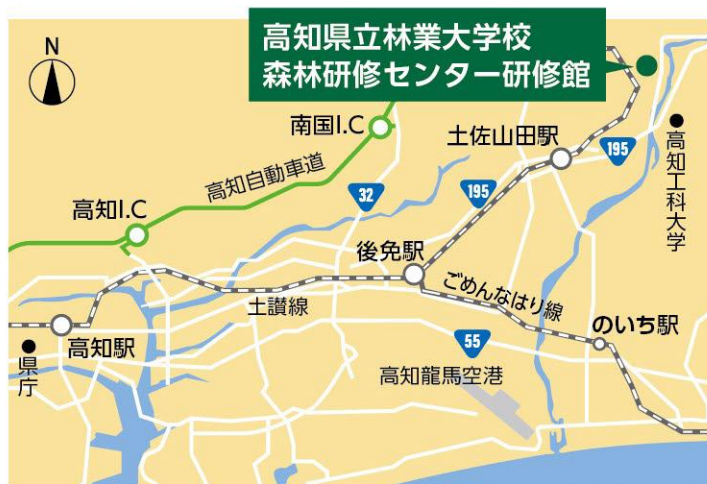 高知県立林業大学校
森林研修センター研修館
N
南国I.C
土佐山田駅
195
高知工科大学
高知自動車道
32
195
高知I.C
後免駅
ごめんなはり線
土讃線
のいち駅
高知駅
55
県庁
高知龍馬空港